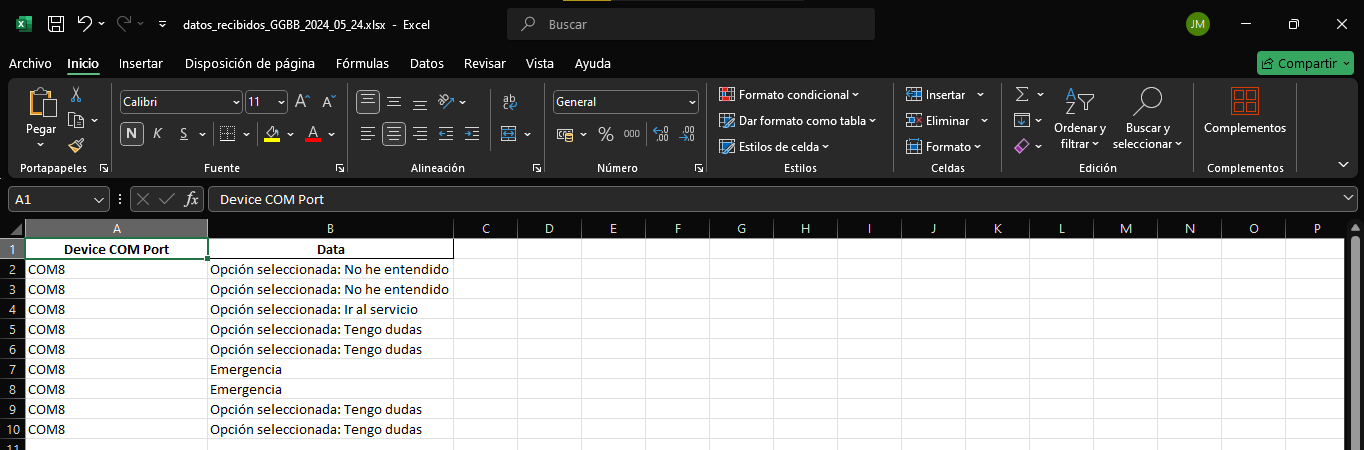 datos_recibidos_GGBB_2024_05_24.xlsx - Excel
Buscar
JM
Archivo Inicio Insertar Disposición de página Fórmulas Datos Revisar Vista Ayuda Compartir
Pegar
Portapapeles
Calibri 11
N K S A
Fuente
ab
Alineación
General
% 000
Número
Formato condicional
Dar formato como tabla
Estilos de celda
Estilos
Insertar
Eliminar
Formato
Celdas
Ordenar y
filtrar
Buscar y
seleccionar
Edición
Complementos
Complementos
A1 fx Device COM Port
A B C D E F G H I J K L M N O P
1 Device COM Port Data
2 COM8 Opción seleccionada: No he entendido
3 COM8 Opción seleccionada: No he entendido
4 COM8 Opción seleccionada: Ir al servicio
5 COM8 Opción seleccionada: Tengo dudas
6 COM8 Opción seleccionada: Tengo dudas
7 COM8 Emergencia
8 COM8 Emergencia
9 COM8 Opción seleccionada: Tengo dudas
10 COM8 Opción seleccionada: Tengo dudas
11